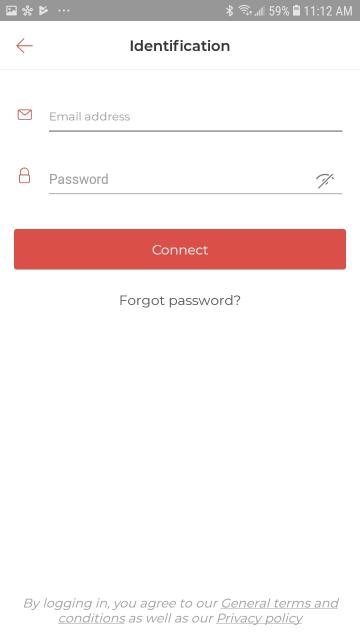 59% 11:12 AM
Identification
Email address
Password
Connect
Forgot password?
By logging in, you agree to our General terms and
conditions as well as our Privacy policy